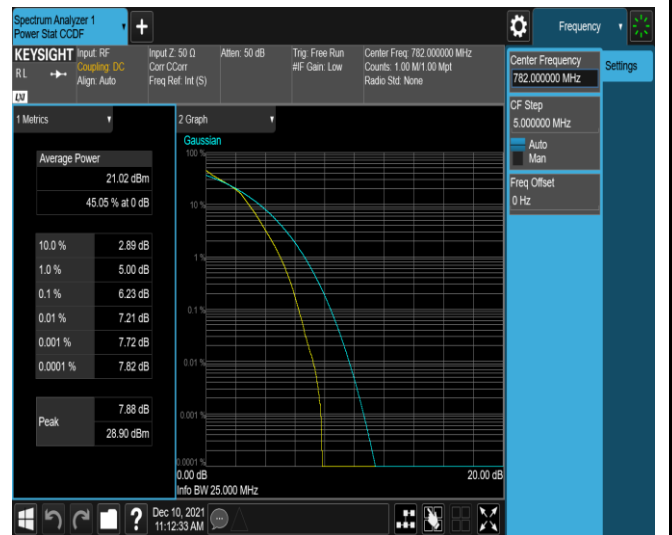 Spectrum Analyzer 1
Power Stat CCDF
Frequency
KEYSIGHT
RL
LXI
Input: RF
Coupling: DC
Align: Auto
Input Z: 50 Ω
Corr CCorr
Freq Ref: Int (S)
Atten: 50 dB
Trig: Free Run
#IF Gain: Low
Center Freq: 782.000000 MHz
Counts: 1.00 M/1.00 Mpt
Radio Std: None
Center Frequency
782.000000 MHz
Settings
CF Step
5.000000 MHz
Auto
Man
Freq Offset
0 Hz
1 Metrics
Average Power
21.02 dBm
45.05 % at 0 dB
10.0 % 2.89 dB
1.0 % 5.00 dB
0.1 % 6.23 dB
0.01 % 7.21 dB
0.001 % 7.72 dB
0.0001 % 7.82 dB
Peak
7.88 dB
28.90 dBm
2 Graph
Gaussian
100 %
10 %
1 %
0.1 %
0.01 %
0.001 %
0.0001 %
0.00 dB 20.00 dB
Info BW 25.000 MHz
?
Dec 10, 2021
11:12:33 AM